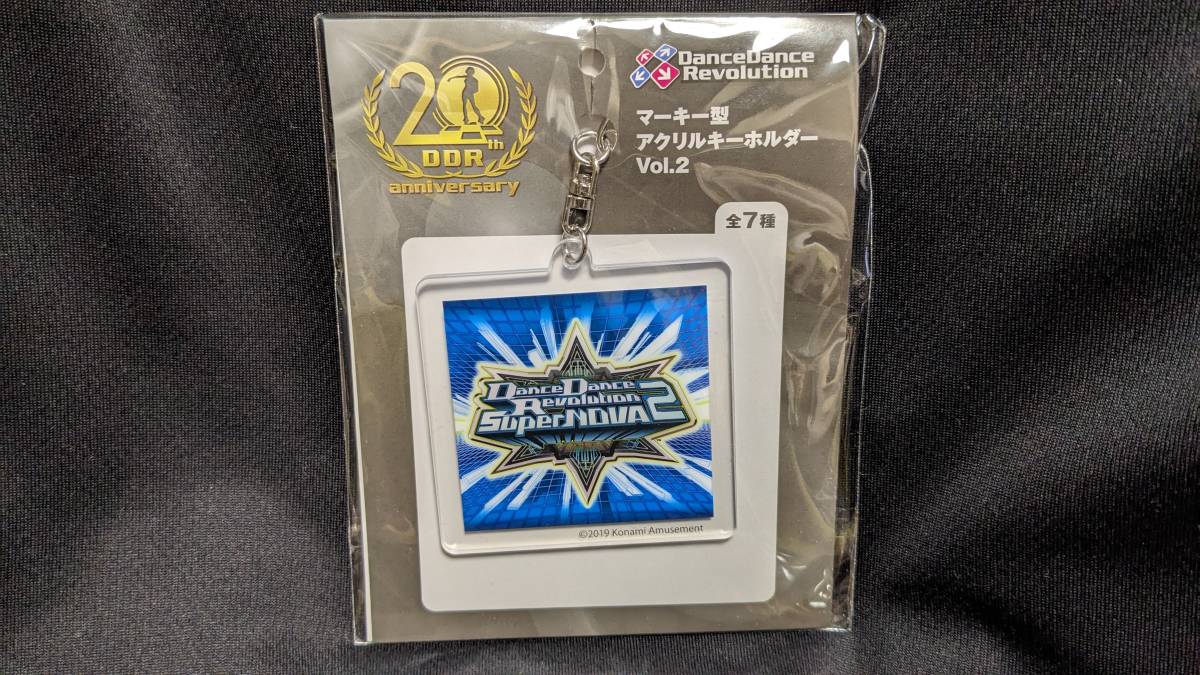 20th
DDR
anniversary
DanceDance
Revolution
マーキー型
アクリルキーホルダー
Vol.2
全7種
DanceDance
Revolution
SuperNOVA2
©2019 Konami Amusement